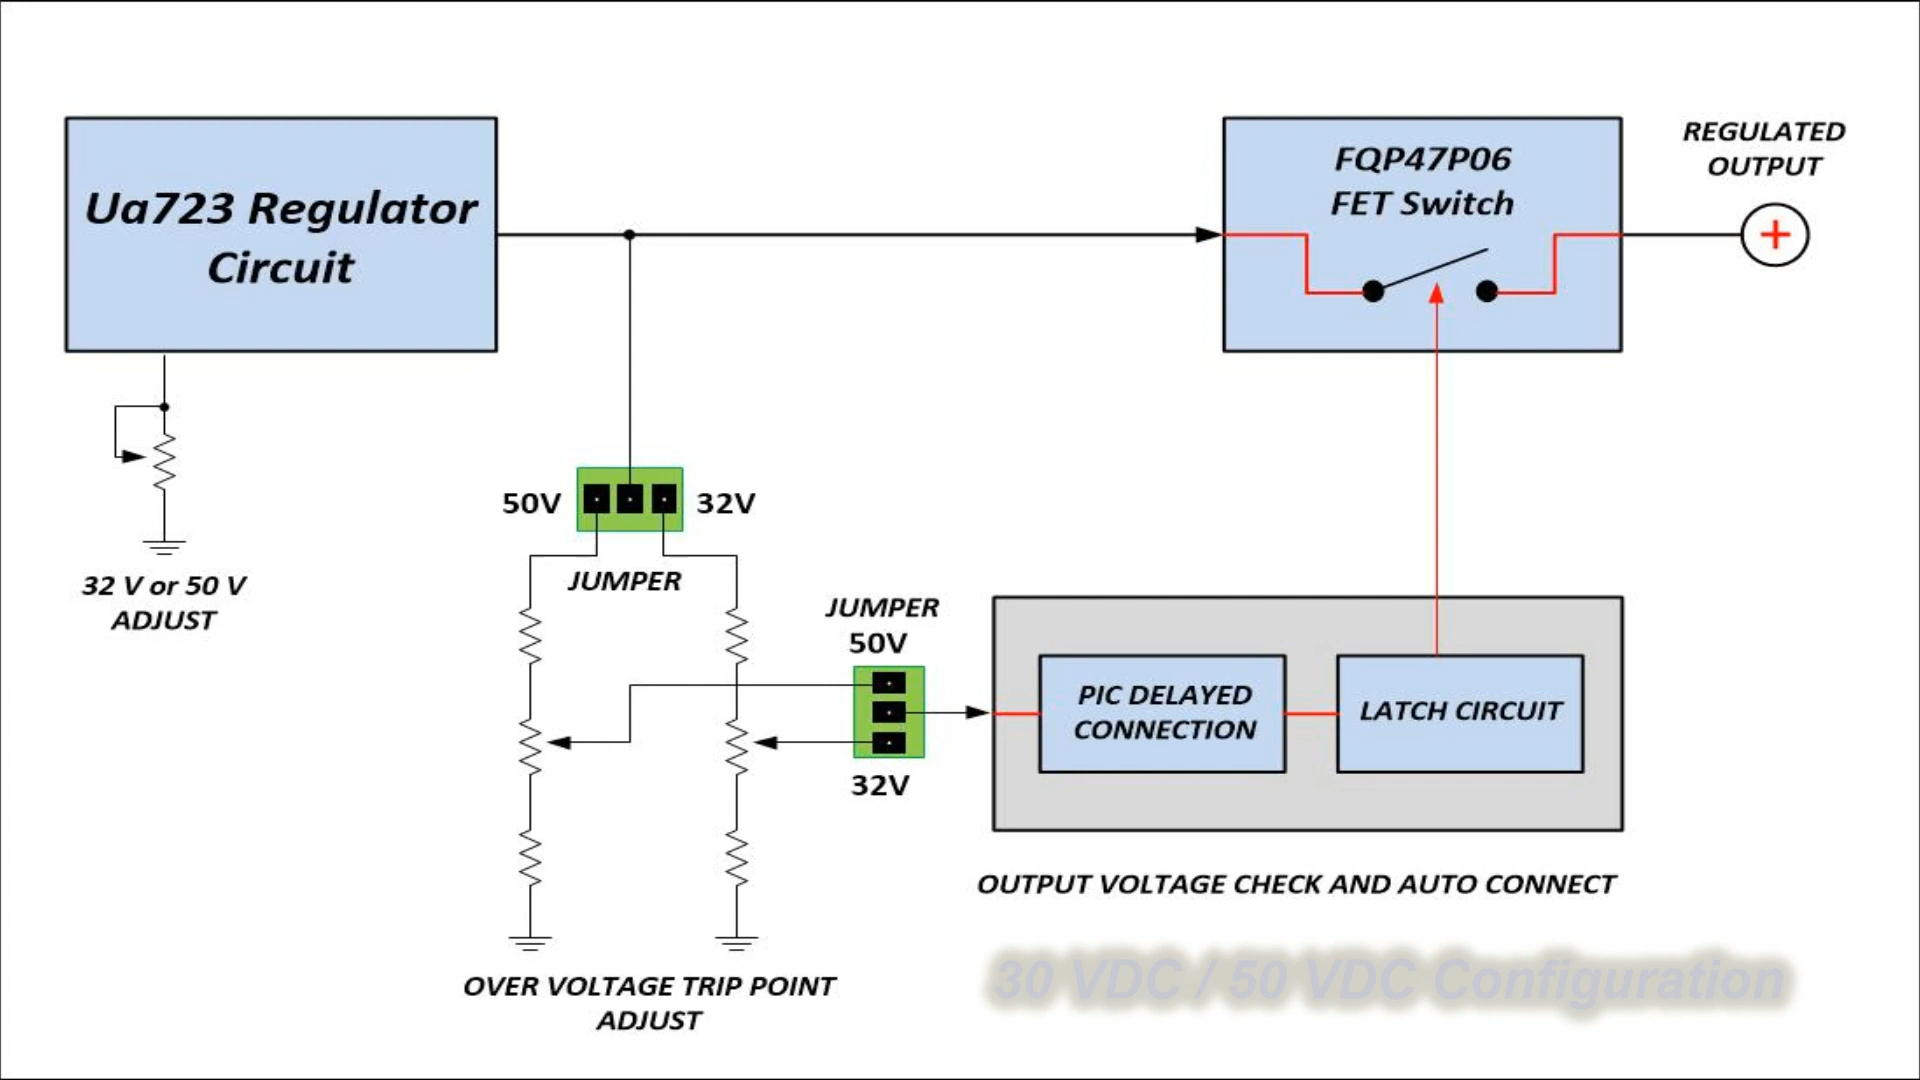 Ua723 Regulator
Circuit
FQP47P06
FET Switch
REGULATED
OUTPUT
+
32 V or 50 V
ADJUST
50V
32V
JUMPER
JUMPER
50V
32V
PIC DELAYED
CONNECTION
LATCH CIRCUIT
OUTPUT VOLTAGE CHECK AND AUTO CONNECT
OVER VOLTAGE TRIP POINT
ADJUST
30 VDC / 50 VDC Configuration